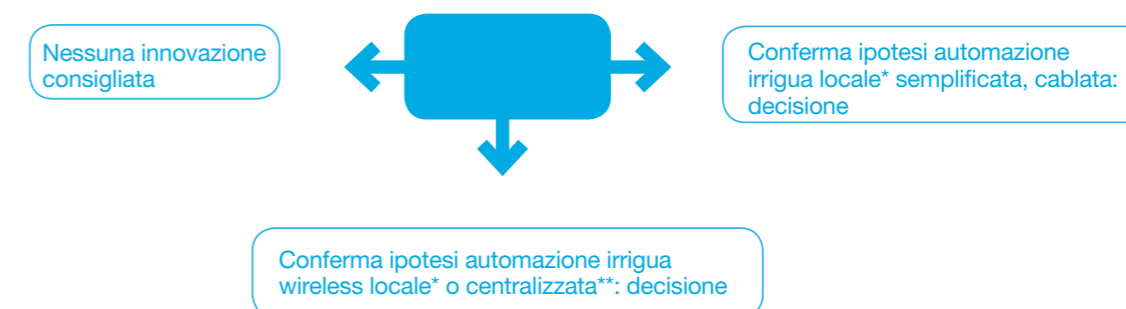 Nessuna innovazione
consigliata
Conferma ipotesi automazione
irrigua locale* semplificata, cablata:
decisione
Conferma ipotesi automazione irrigua
wireless locale* o centralizzata**: decisione